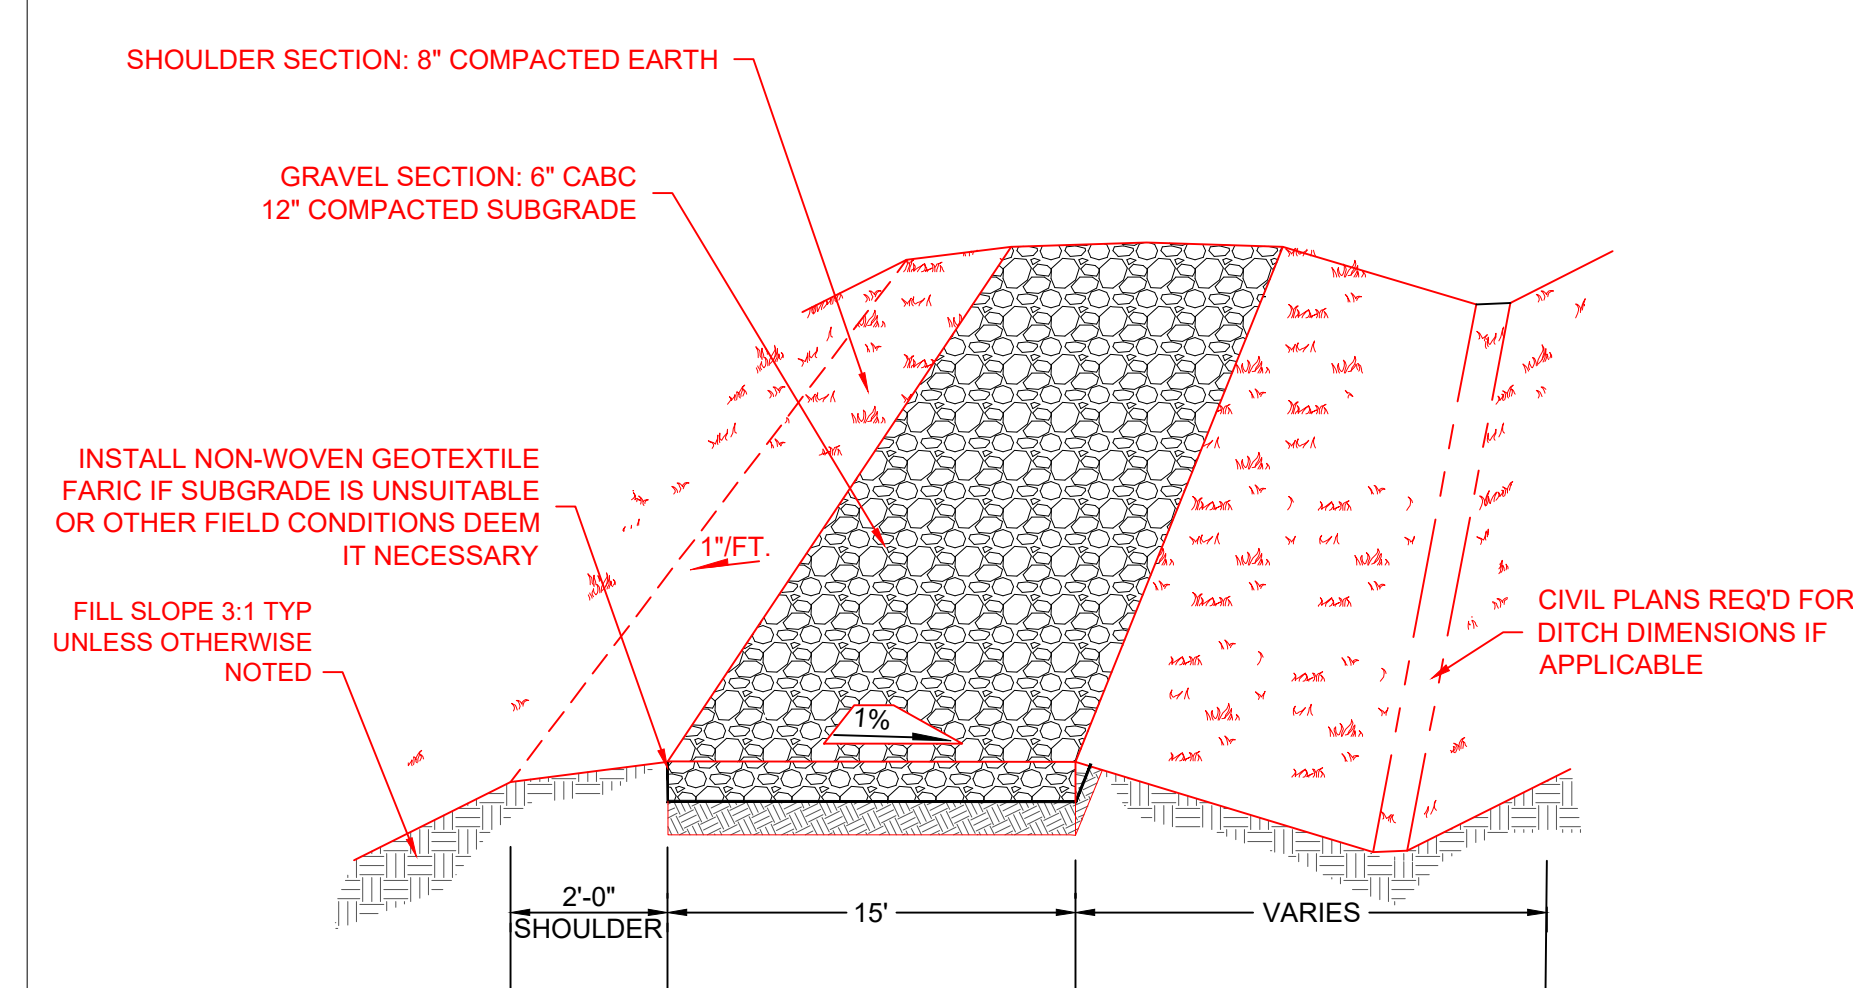 SHOULDER SECTION: 8" COMPACTED EARTH
GRAVEL SECTION: 6" CABC
12" COMPACTED SUBGRADE
INSTALL NON-WOVEN GEOTEXTILE
FARIC IF SUBGRADE IS UNSUITABLE
OR OTHER FIELD CONDITIONS DEEM
IT NECESSARY
1"/FT.
FILL SLOPE 3:1 TYP
UNLESS OTHERWISE
NOTED
CIVIL PLANS REQ'D FOR
DITCH DIMENSIONS IF
APPLICABLE
1%
2'-0"
SHOULDER
15'
VARIES